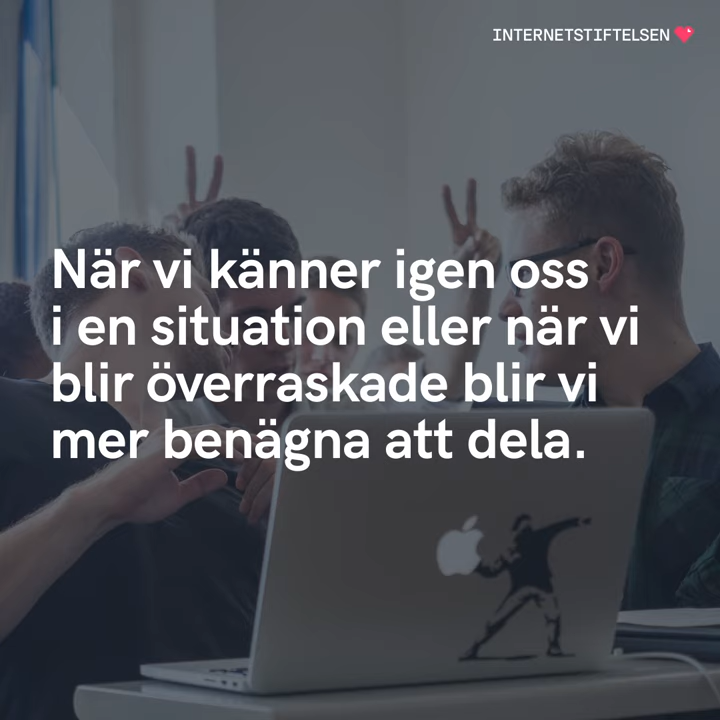 INTERNETSTIFTELSEN
När vi känner igen oss
i en situation eller när vi
blir överraskade blir vi
mer benägna att dela.